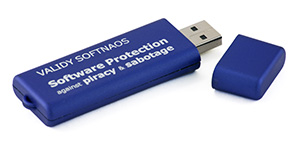 VALIDY SOFTNAOS
Software Protection
against piracy & sabotage